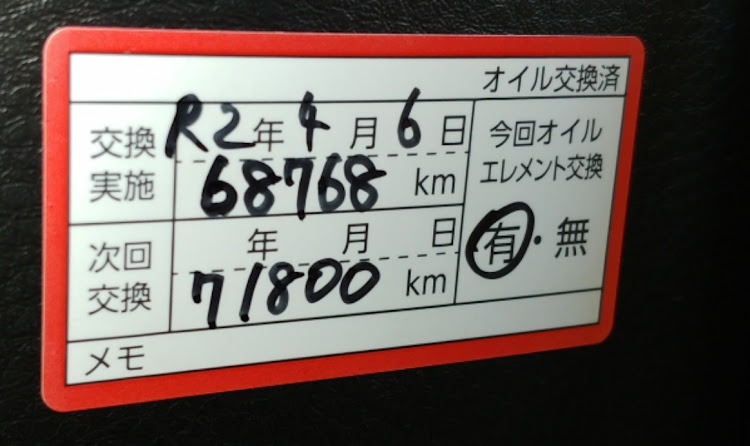 オイル交換済
交換
実施
R2年4月6日
68768 km
今回オイル
エレメント交換
有・無
次回
交換
年 月 日
71800 km
メモ